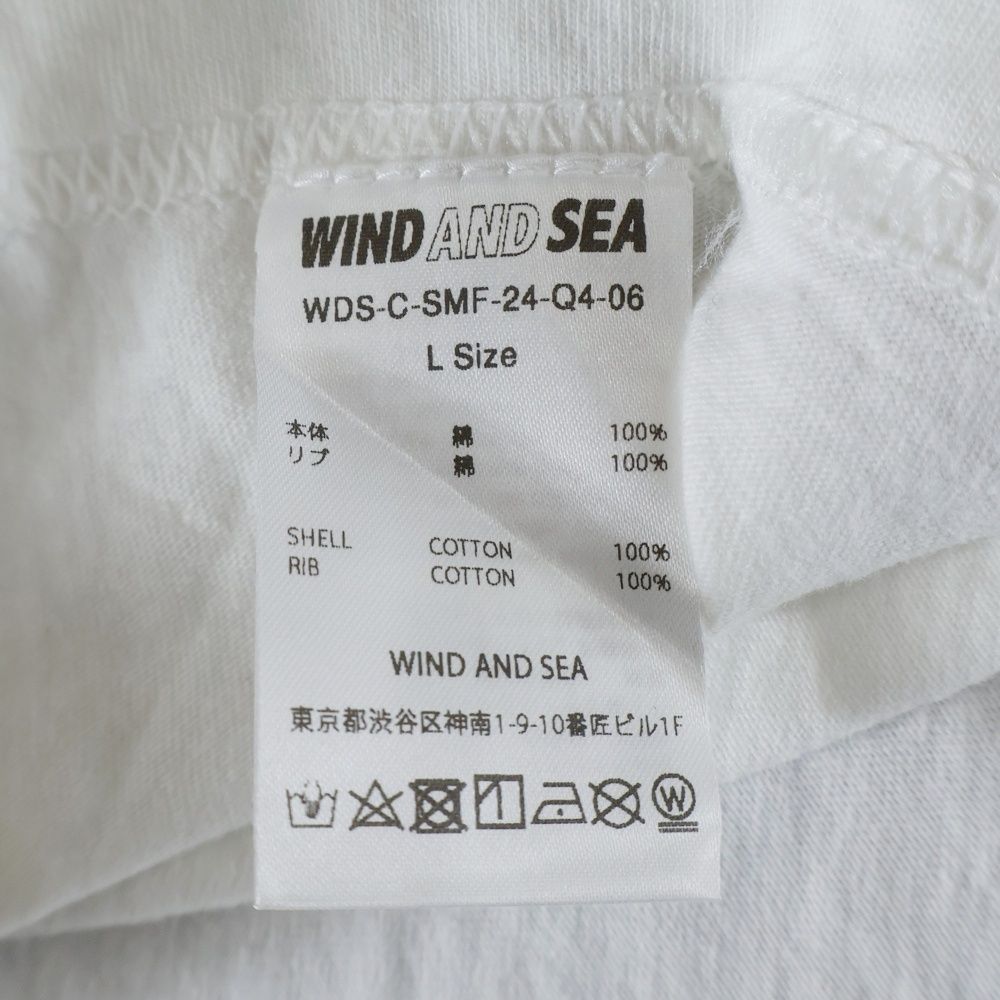 WIND AND SEA
WDS-C-SMF-24-Q4-06
L Size
本体 綿 100%
リブ 綿 100%
SHELL COTTON 100%
RIB COTTON 100%
WIND AND SEA
東京都渋谷区神南1-9-10番匠ビル1F
W